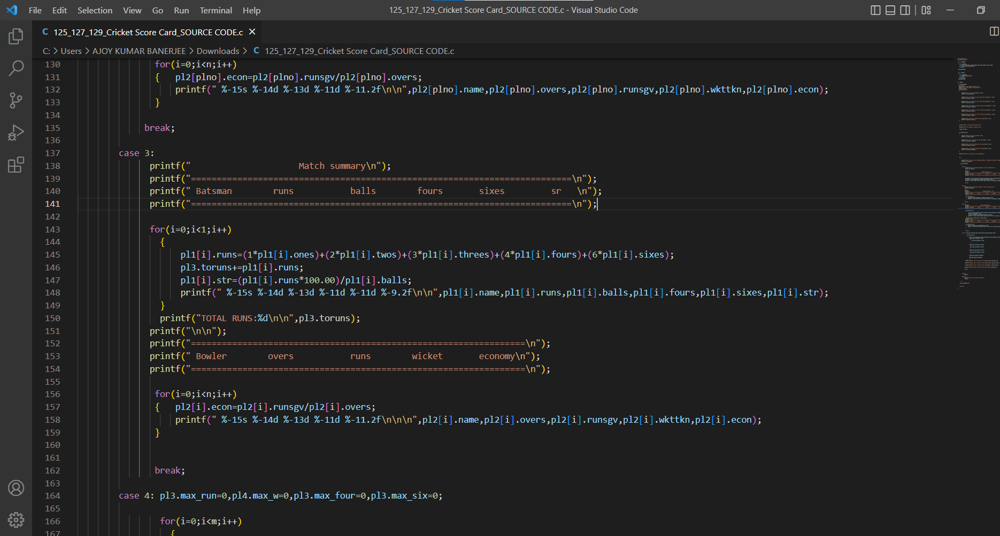 File Edit Selection View Go Run Terminal Help 125_127_129_Cricket Score Card_SOURCE CODE.c - Visual Studio Code
C 125_127_129_Cricket Score Card_SOURCE CODE.c ×
C: > Users > AJOY KUMAR BANERJEE > Downloads > C 125_127_129_Cricket Score Card_SOURCE CODE.c
130 for(i=0;i<n;i++)
131 { pl2[plno].econ=pl2[plno].runsgv/pl2[plno].overs;
132 printf(" %-15s %-14d %-13d %-11d %-11.2f\n\n",pl2[plno].name,pl2[plno].overs,pl2[plno].runsgv,pl2[plno].wkttkn,pl2[plno].econ);
133 }
134
135 break;
136
137 case 3:
138 printf("                     Match summary\n");
139 printf("==========================================================================\n");
140 printf(" Batsman        runs           balls        fours       sixes         sr   \n");
141 printf("==========================================================================\n");
142
143 for(i=0;i<1;i++)
144 {
145 pl1[i].runs=(1*pl1[i].ones)+(2*pl1[i].twos)+(3*pl1[i].threes)+(4*pl1[i].fours)+(6*pl1[i].sixes);
146 pl3.toruns+=pl1[i].runs;
147 pl1[i].str=(pl1[i].runs*100.00)/pl1[i].balls;
148 printf(" %-15s %-14d %-13d %-11d %-11d %-9.2f\n\n",pl1[i].name,pl1[i].runs,pl1[i].balls,pl1[i].fours,pl1[i].sixes,pl1[i].str);
149 }
150 printf("TOTAL RUNS:%d\n\n",pl3.toruns);
151 printf("\n\n");
152 printf("=================================================================\n");
153 printf(" Bowler        overs           runs        wicket       economy\n");
154 printf("=================================================================\n");
155
156 for(i=0;i<n;i++)
157 { pl2[i].econ=pl2[i].runsgv/pl2[i].overs;
158 printf(" %-15s %-14d %-13d %-11d %-11.2f\n\n\n",pl2[i].name,pl2[i].overs,pl2[i].runsgv,pl2[i].wkttkn,pl2[i].econ);
159 }
160
161
162 break;
163
164 case 4: pl3.max_run=0,pl4.max_w=0,pl3.max_four=0,pl3.max_six=0;
165
166 for(i=0;i<m;i++)
167 {